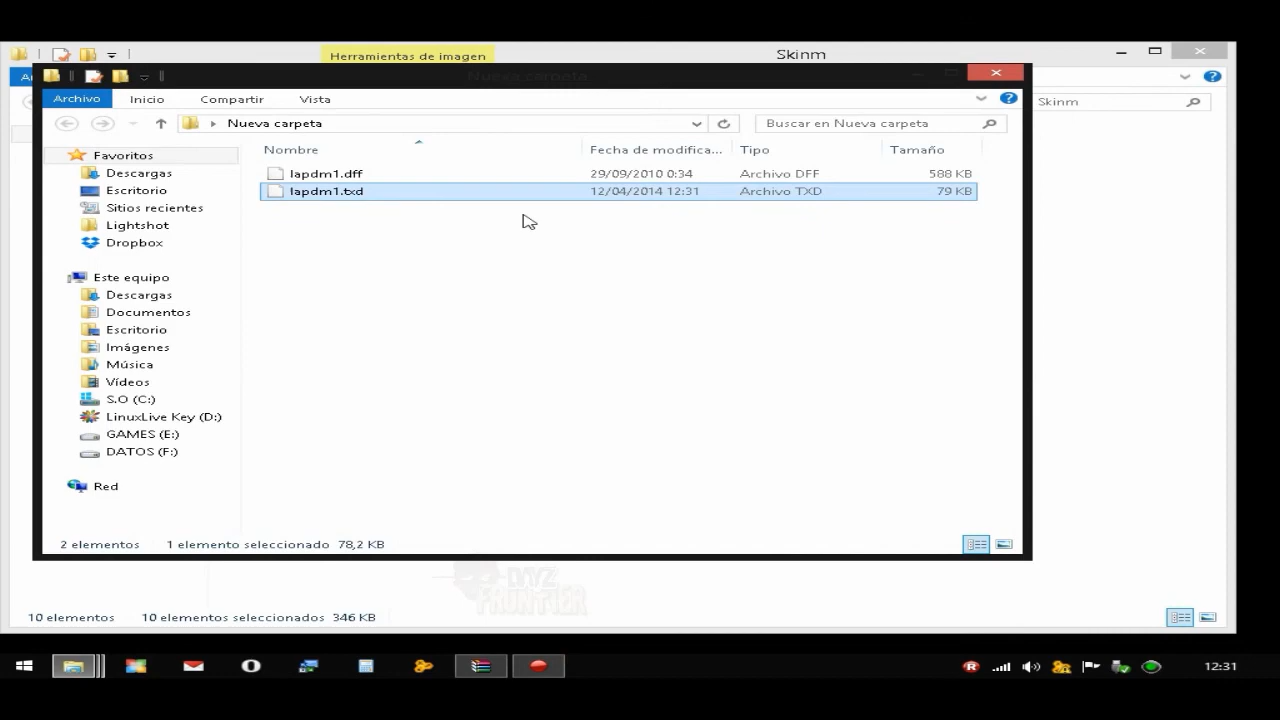 Herramientas de imagen
Skinm
Nueva carpeta
Archivo
Inicio
Compartir
Vista
Skinm
Nueva carpeta
Buscar en Nueva carpeta
Nombre
Fecha de modifica...
Tipo
Tamaño
lapdm1.dff
29/09/2010 0:34
Archivo DFF
588 KB
lapdm1.txd
12/04/2014 12:31
Archivo TXD
79 KB
Favoritos
Descargas
Escritorio
Sitios recientes
Lightshot
Dropbox
Este equipo
Descargas
Documentos
Escritorio
Imágenes
Música
Vídeos
S.O (C:)
LinuxLive Key (D:)
GAMES (E:)
DATOS (F:)
Red
2 elementos
1 elemento seleccionado 78,2 KB
DAYZ
FRONTIER
10 elementos
10 elementos seleccionados 346 KB
12:31